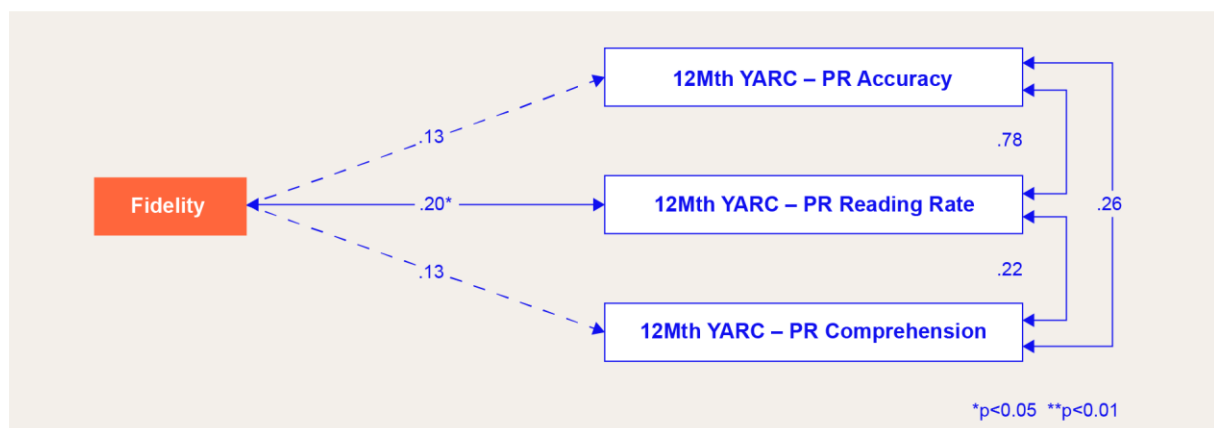 12Mth YARC – PR Accuracy
.13
.78
Fidelity
.20*
12Mth YARC – PR Reading Rate
.26
.13
.22
12Mth YARC – PR Comprehension
*p<0.05 **p<0.01